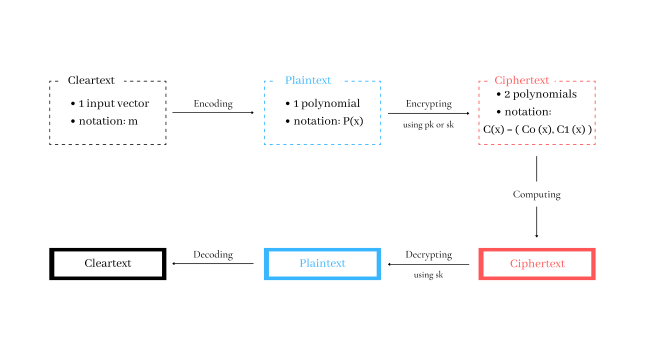 Cleartext
• 1 input vector
• notation: m
Encoding
Plaintext
• 1 polynomial
• notation: P(x)
Encrypting
using pk or sk
Ciphertext
• 2 polynomials
• notation:
C(x) = ( C0 (x), C1 (x) )
Computing
Ciphertext
Decrypting
using sk
Plaintext
Decoding
Cleartext